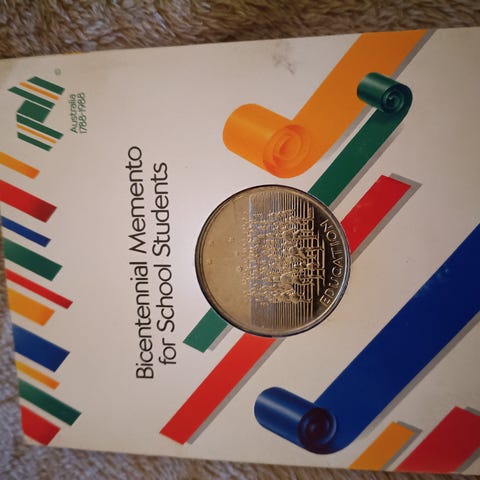 ®
Australia
1788-1988
Bicentennial Memento
for School Students
EDUCATION